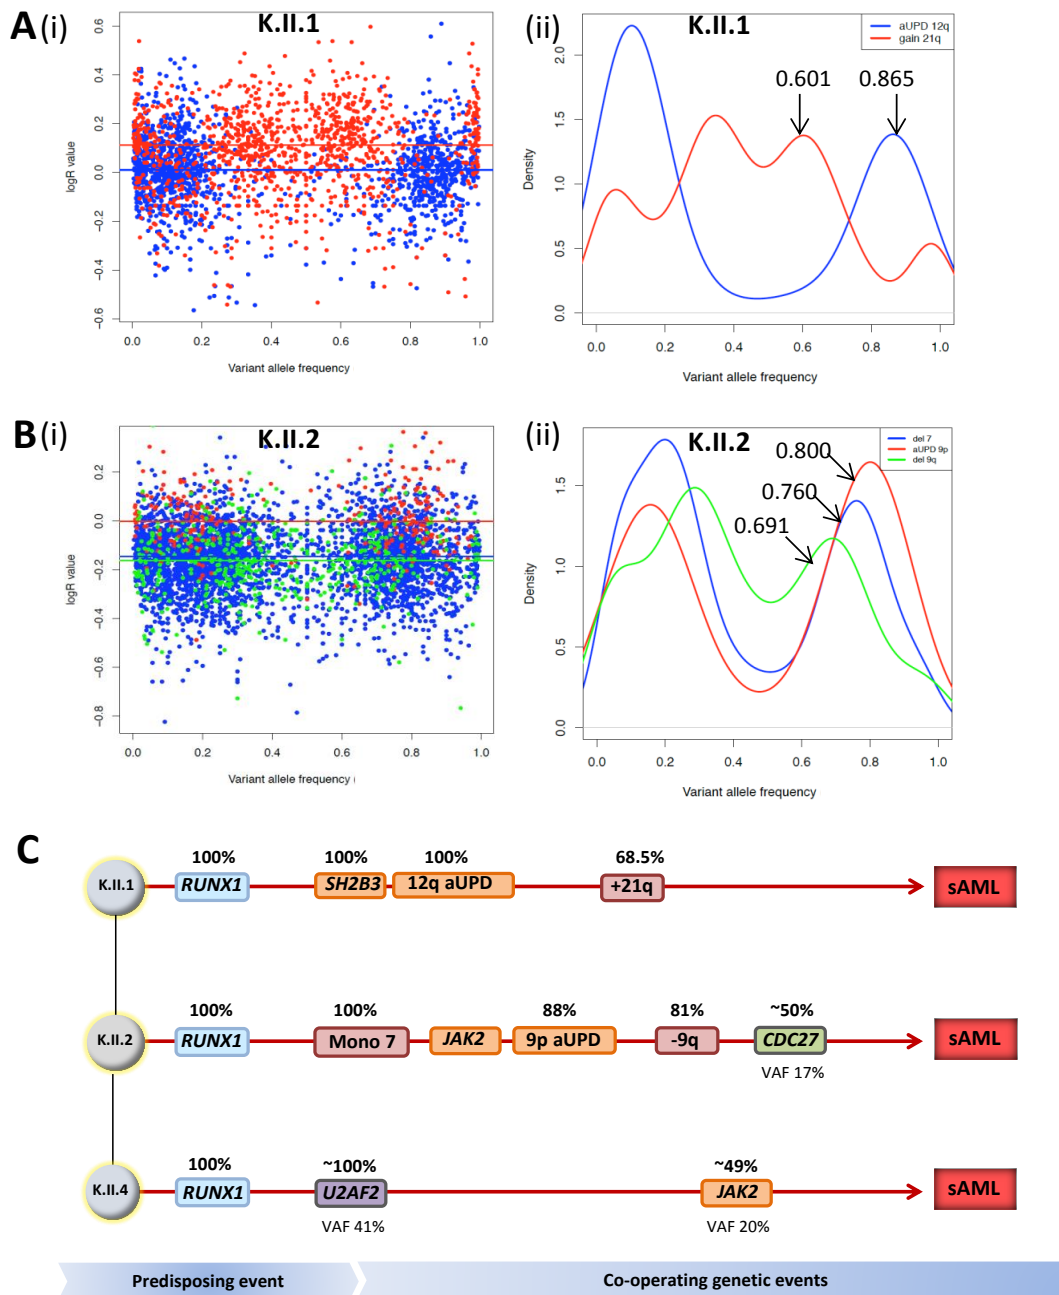 A (i)
K.II.1
logR value
0.6
0.4
0.2
0.0
−0.2
−0.4
−0.6
0.0 0.2 0.4 0.6 0.8 1.0
Variant allele frequency
(ii)
K.II.1
aUPD 12q
gain 21q
0.601 0.865
Density
2.0
1.5
1.0
0.5
0.0
0.0 0.2 0.4 0.6 0.8 1.0
Variant allele frequency
B (i)
K.II.2
logR value
0.2
0.0
−0.2
−0.4
−0.6
−0.8
0.0 0.2 0.4 0.6 0.8 1.0
Variant allele frequency (
(ii)
K.II.2
del 7
aUPD 9p
del 9q
0.800
0.760
0.691
Density
1.5
1.0
0.5
0.0
0.0 0.2 0.4 0.6 0.8 1.0
Variant allele frequency
C
100% 100% 100% 68.5%
K.II.1 RUNX1 SH2B3 12q aUPD +21q sAML
100% 100% 88% 81% ~50%
K.II.2 RUNX1 Mono 7 JAK2 9p aUPD -9q CDC27 sAML
VAF 17%
100% ~100% ~49%
K.II.4 RUNX1 U2AF2 JAK2 sAML
VAF 41% VAF 20%
Predisposing event Co-operating genetic events